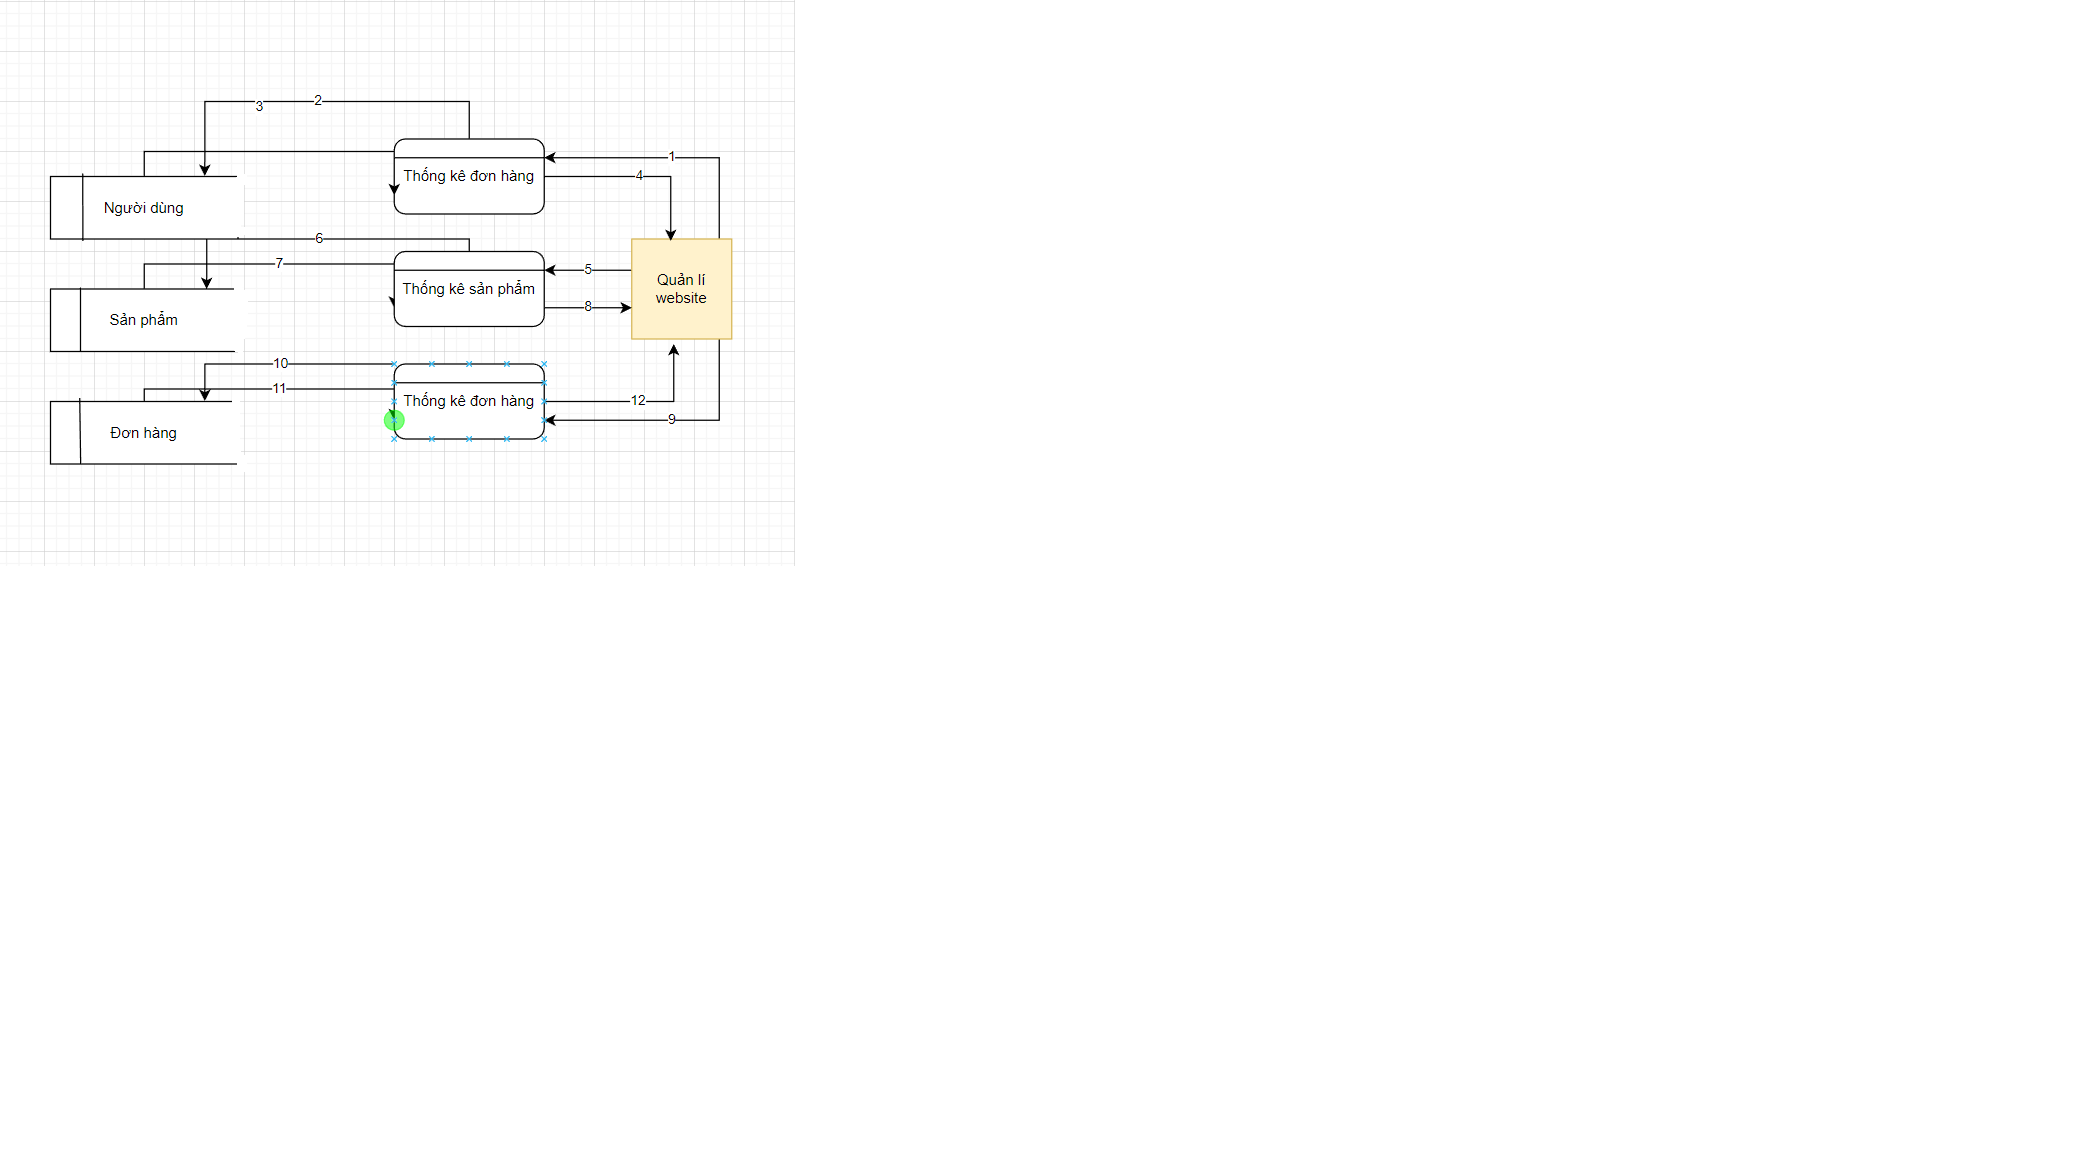 3
2
1
Thống kê đơn hàng
4
Người dùng
6
7
5
Thống kê sản phẩm
Quản lí
website
8
Sản phẩm
10
11
Thống kê đơn hàng
12
9
Đơn hàng